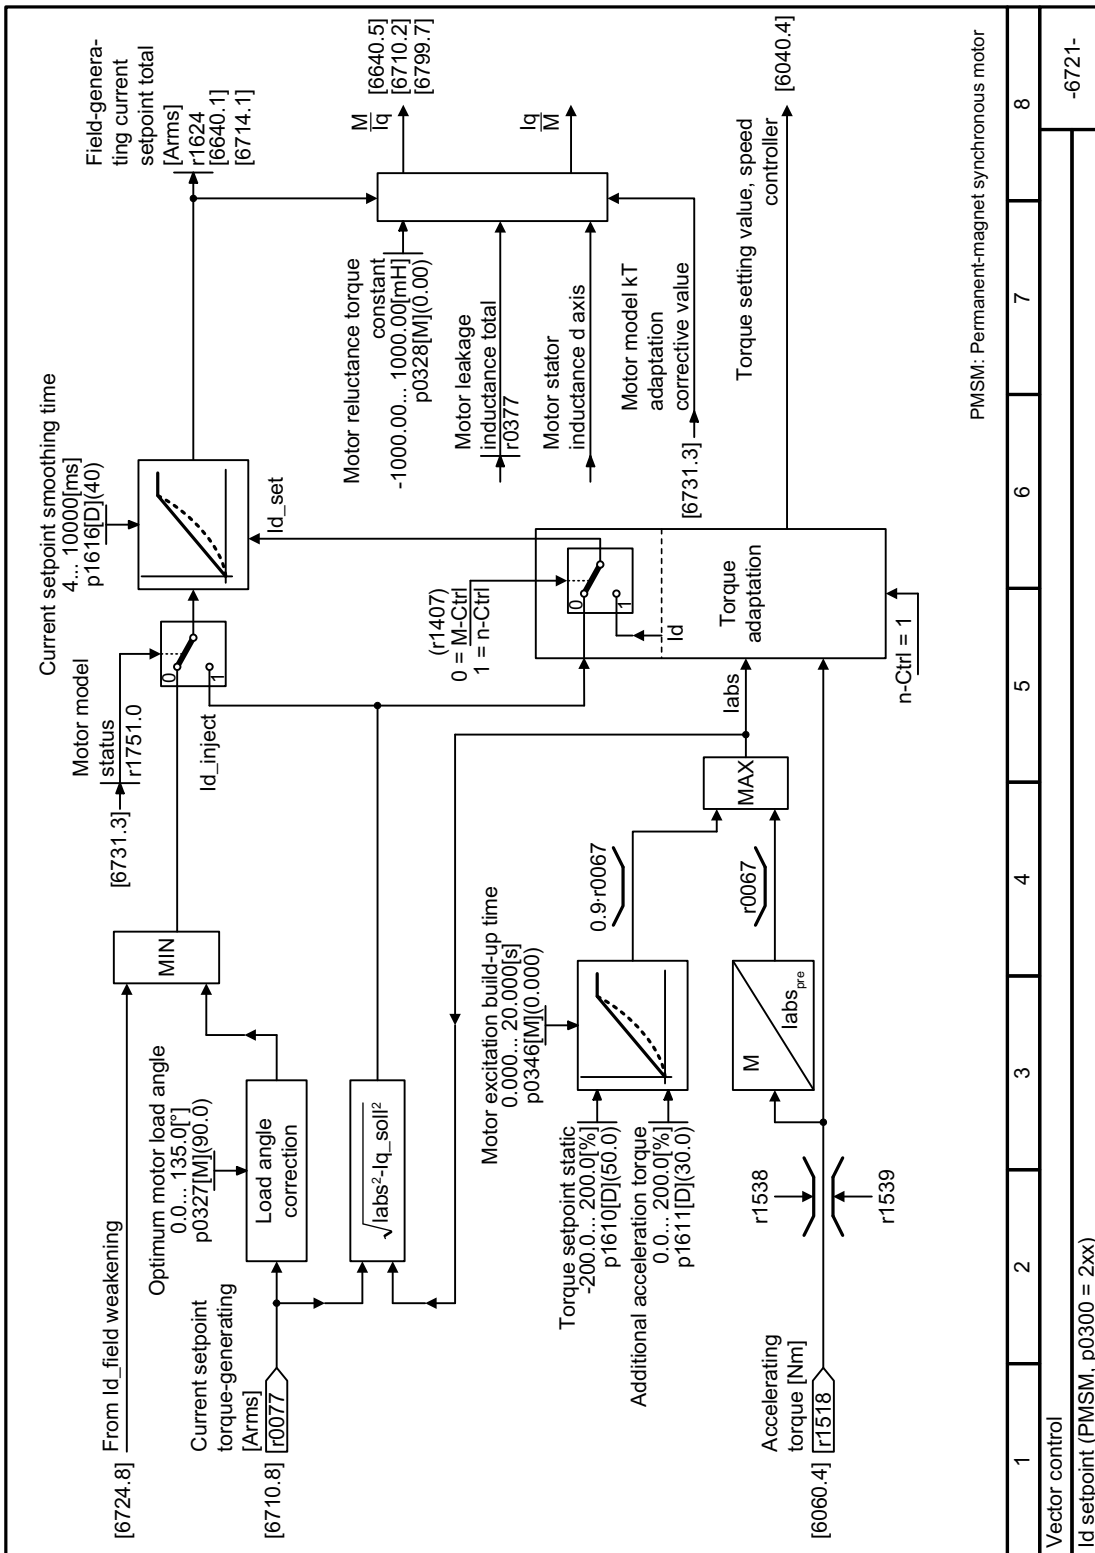 [6724.8]
From Id_field weakening
Optimum motor load angle
0.0... 135.0[°]
p0327[M](90.0)
Current setpoint
torque-generating
[Arms]
[6710.8]
r0077
Load angle
correction
MIN
√Iabs²-Iq_soll²
[6731.3]
Motor model
status
r1751.0
0
1
Id_inject
Current setpoint smoothing time
4... 10000[ms]
p1616[D](40)
Id_set
Field-genera-
ting current
setpoint total
[Arms]
r1624
[6640.1]
[6714.1]
M
Iq
[6640.5]
[6710.2]
[6799.7]
Iq
M
Motor reluctance torque
constant
-1000.00... 1000.00[mH]
p0328[M](0.00)
Motor leakage
inductance total
r0377
Motor stator
inductance d axis
Motor model kT
adaptation
corrective value
[6731.3]
(r1407)
0 = M-Ctrl
1 = n-Ctrl
0
1
Id
Torque
adaptation
Iabs
n-Ctrl = 1
Motor excitation build-up time
0.000... 20.000[s]
p0346[M](0.000)
Torque setpoint static
-200.0... 200.0[%]
p1610[D](50.0)
Additional acceleration torque
0.0... 200.0[%]
p1611[D](30.0)
0.9·r0067
r0067
MAX
M
Iabspre
r1538
r1539
Accelerating
torque [Nm]
[6060.4]
r1518
Torque setting value, speed
controller
[6040.4]
PMSM: Permanent-magnet synchronous motor
1
2
3
4
5
6
7
8
Vector control
Id setpoint (PMSM, p0300 = 2xx)
-6721-